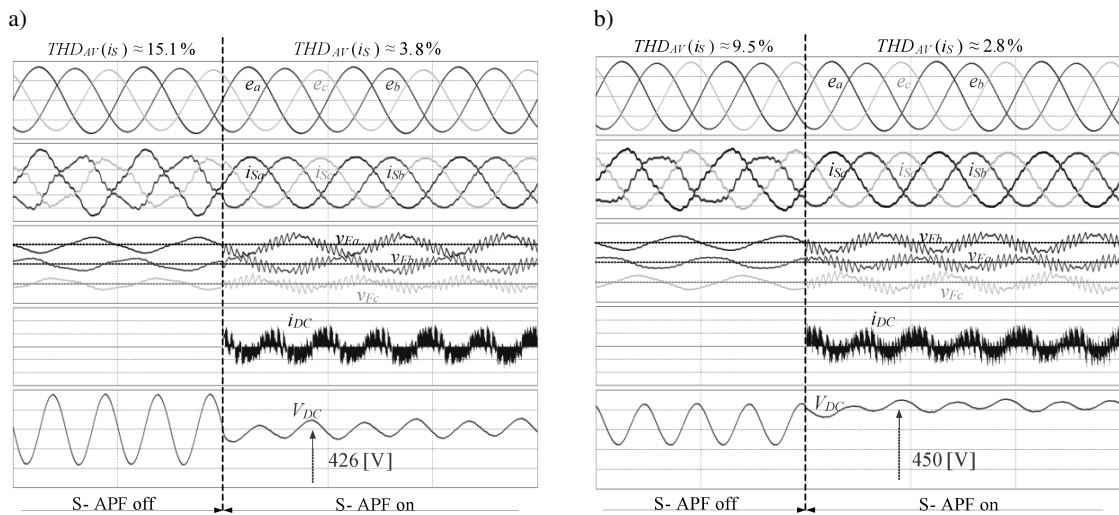 a)
THD_AV(i_S) ≈ 15.1%
THD_AV(i_S) ≈ 3.8%
e_a
e_c
e_b
i_Sa
i_Sc
i_Sb
v_Fa
v_Fb
v_Fc
i_DC
V_DC
426 [V]
S- APF off
S- APF on
b)
THD_AV(i_S) ≈ 9.5%
THD_AV(i_S) ≈ 2.8%
e_a
e_c
e_b
i_Sa
i_Sc
i_Sb
v_Fb
v_Fa
v_Fc
i_DC
V_DC
450 [V]
S- APF off
S- APF on